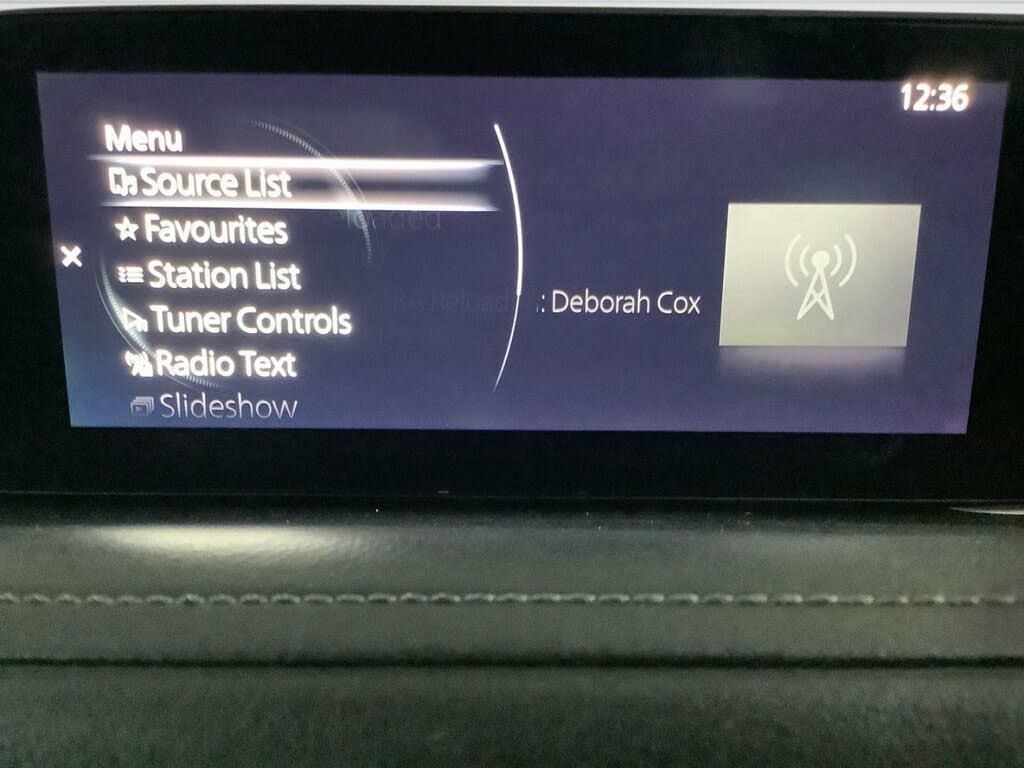 12:36
Menu
Source List
Favourites
Station List
Tuner Controls
Radio Text
Slideshow
: Deborah Cox